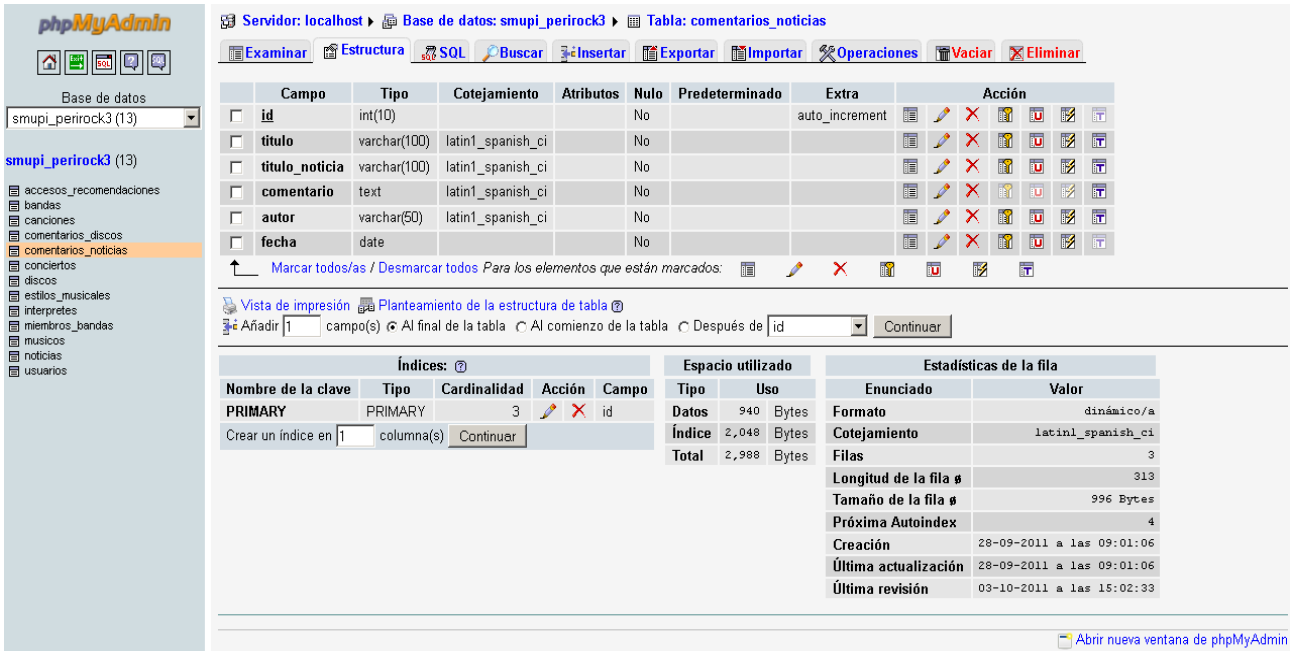 phpMyAdmin
Base de datos
smupi_perirock3 (13)
smupi_perirock3 (13)
accesos_recomendaciones
bandas
canciones
comentarios_discos
comentarios_noticias
conciertos
discos
estilos_musicales
interpretes
miembros_bandas
musicos
noticias
usuarios
Servidor: localhost Base de datos: smupi_perirock3 Tabla: comentarios_noticias
Examinar Estructura SQL Buscar Insertar Exportar Importar Operaciones Vaciar Eliminar
Campo Tipo Cotejamiento Atributos Nulo Predeterminado Extra Acción
id int(10) No auto_increment
titulo varchar(100) latin1_spanish_ci No
titulo_noticia varchar(100) latin1_spanish_ci No
comentario text latin1_spanish_ci No
autor varchar(50) latin1_spanish_ci No
fecha date No
Marcar todos/as / Desmarcar todos Para los elementos que están marcados:
Vista de impresión Planteamiento de la estructura de tabla
Añadir 1 campo(s) Al final de la tabla Al comienzo de la tabla Después de id Continuar
Índices:
Nombre de la clave Tipo Cardinalidad Acción Campo
PRIMARY PRIMARY 3 id
Crear un índice en 1 columna(s) Continuar
Espacio utilizado
Tipo Uso
Datos 940 Bytes
Índice 2,048 Bytes
Total 2,988 Bytes
Estadísticas de la fila
Enunciado Valor
Formato dinámico/a
Cotejamiento latin1_spanish_ci
Filas 3
Longitud de la fila ø 313
Tamaño de la fila ø 996 Bytes
Próxima Autoindex 4
Creación 28-09-2011 a las 09:01:06
Última actualización 28-09-2011 a las 09:01:06
Última revisión 03-10-2011 a las 15:02:33
Abrir nueva ventana de phpMyAdmin